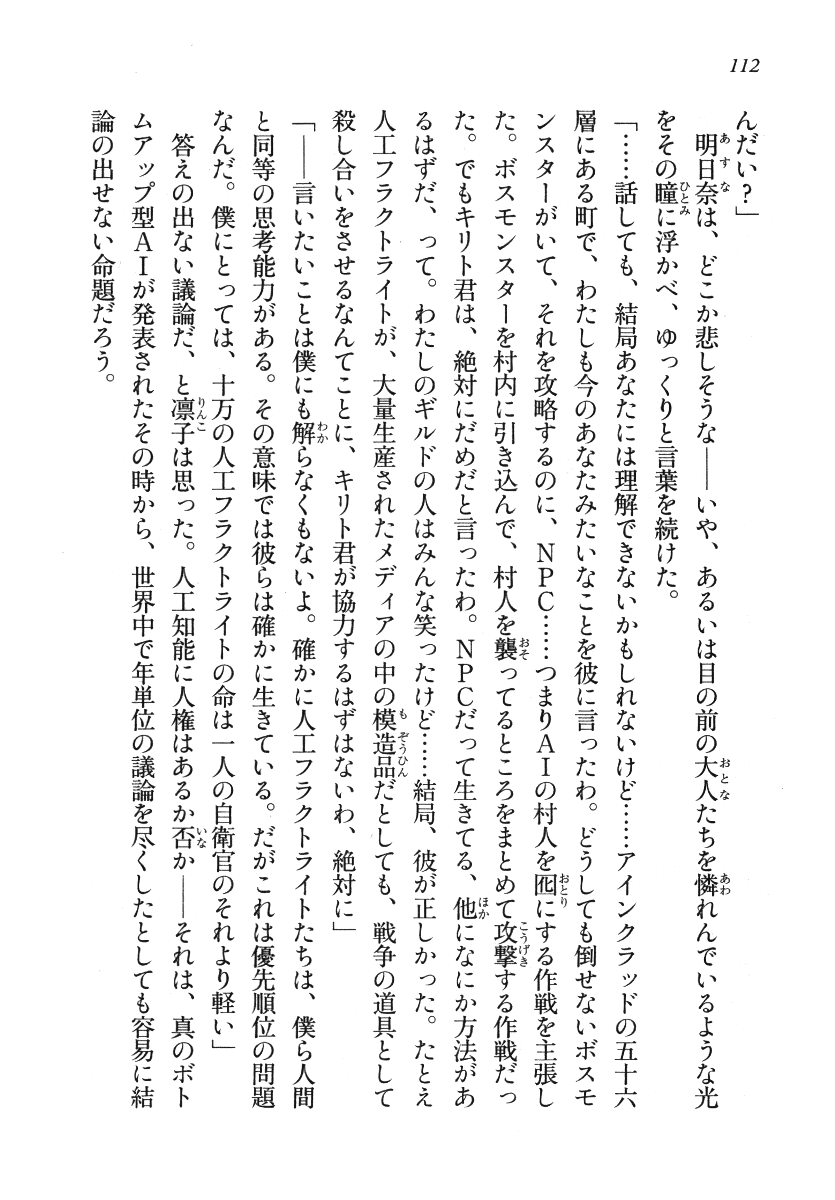 112
んだい？」
　明日奈は、どこか悲しそうな――いや、あるいは目の前の大人たちを憐れんでいるような光
をその瞳に浮かべ、ゆっくりと言葉を続けた。
「……話しても、結局あなたには理解できないかもしれないけど……アインクラッドの五十六
層にある町で、わたしも今のあなたみたいなことを彼に言ったわ。どうしても倒せないボスモ
ンスターがいて、それを攻略するのに、ＮＰＣ……つまりＡＩの村人を囮にする作戦を主張し
た。ボスモンスターを村内に引き込んで、村人を襲ってるところをまとめて攻撃する作戦だっ
た。でもキリト君は、絶対にだめだと言ったわ。ＮＰＣだって生きてる、他になにか方法があ
るはずだ、って。わたしのギルドの人はみんな笑ったけど……結局、彼が正しかった。たとえ
人工フラクトライトが、大量生産されたメディアの中の模造品だとしても、戦争の道具として
殺し合いをさせるなんてことに、キリト君が協力するはずはないわ、絶対に」
「――言いたいことは僕にも解らなくもないよ。確かに人工フラクトライトたちは、僕ら人間
と同等の思考能力がある。その意味では彼らは確かに生きている。だがこれは優先順位の問題
なんだ。僕にとっては、十万の人工フラクトライトの命は一人の自衛官のそれより軽い」
　答えの出ない議論だ、と凛子は思った。人工知能に人権はあるか否か――それは、真のボト
ムアップ型ＡＩが発表されたその時から、世界中で年単位の議論を尽くしたとしても容易に結
論の出せない命題だろう。